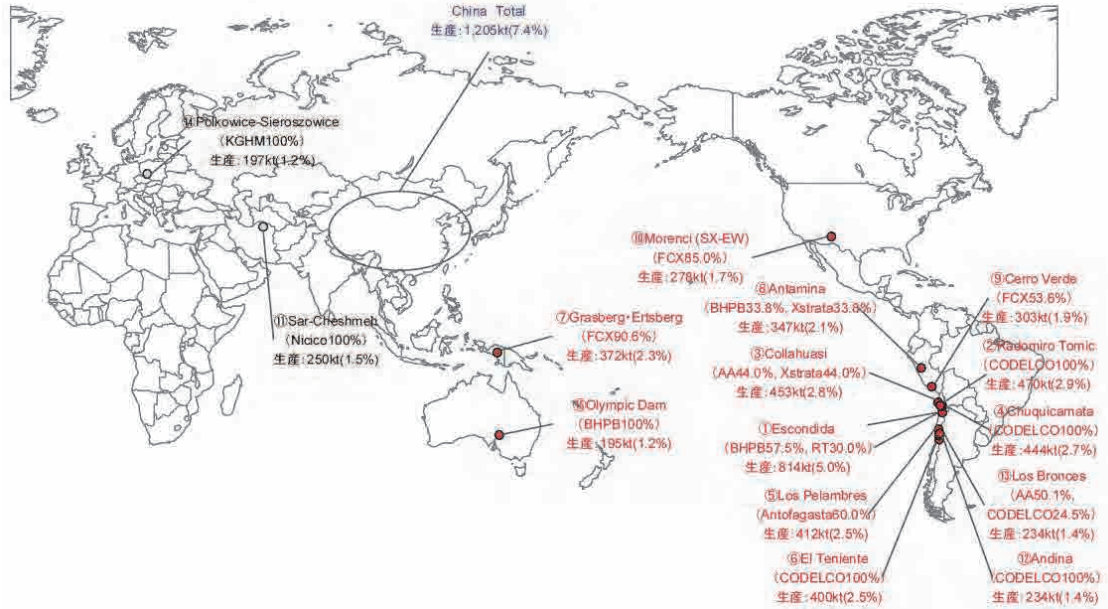 China Total
生産:1,205kt(7.4%)
⑭Polkowice-Sieroszowice
(KGHM100%)
生産:197kt(1.2%)
⑪Sar-Cheshmeh
(Nicico100%)
生産:250kt(1.5%)
⑦Grasberg・Ertsberg
(FCX90.6%)
生産:372kt(2.3%)
⑯Olympic Dam
(BHPB100%)
生産:195kt(1.2%)
⑩Morenci (SX-EW)
(FCX85.0%)
生産:278kt(1.7%)
⑧Antamina
(BHPB33.8%, Xstrata33.8%)
生産:347kt(2.1%)
③Collahuasi
(AA44.0%, Xstrata44.0%)
生産:453kt(2.8%)
①Escondida
(BHPB57.5%, RT30.0%)
生産:814kt(5.0%)
⑤Los Pelambres
(Antofagasta60.0%)
生産:412kt(2.5%)
⑥El Teniente
(CODELCO100%)
生産:400kt(2.5%)
⑨Cerro Verde
(FCX53.6%)
生産:303kt(1.9%)
②Radomiro Tomic
(CODELCO100%)
生産:470kt(2.9%)
④Chuquicamata
(CODELCO100%)
生産:444kt(2.7%)
⑬Los Bronces
(AA50.1%,
CODELCO24.5%)
生産:234kt(1.4%)
⑫Andina
(CODELCO100%)
生産:234kt(1.4%)